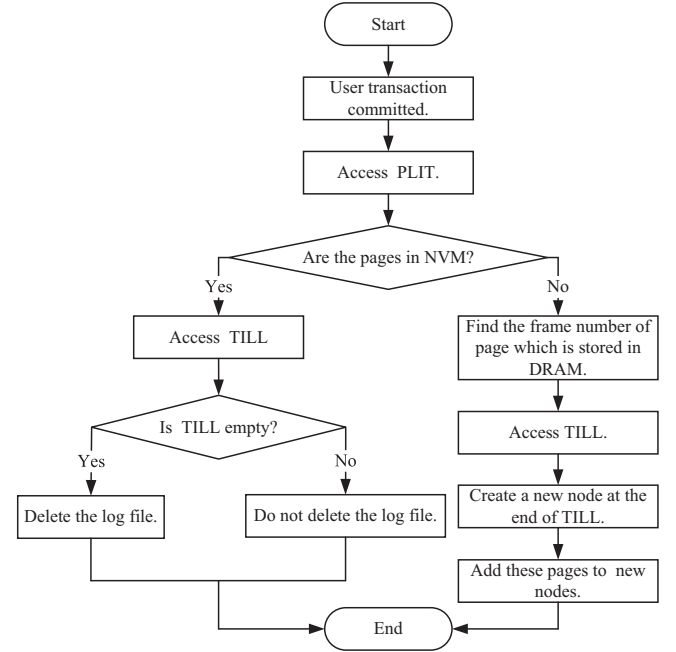 Start
User transaction
committed.
Access PLIT.
Are the pages in NVM?
Yes
No
Access TILL
Find the frame number of
page which is stored in
DRAM.
Is TILL empty?
Access TILL.
Yes
No
Delete the log file.
Do not delete the log file.
Create a new node at the
end of TILL.
Add these pages to new
nodes.
End